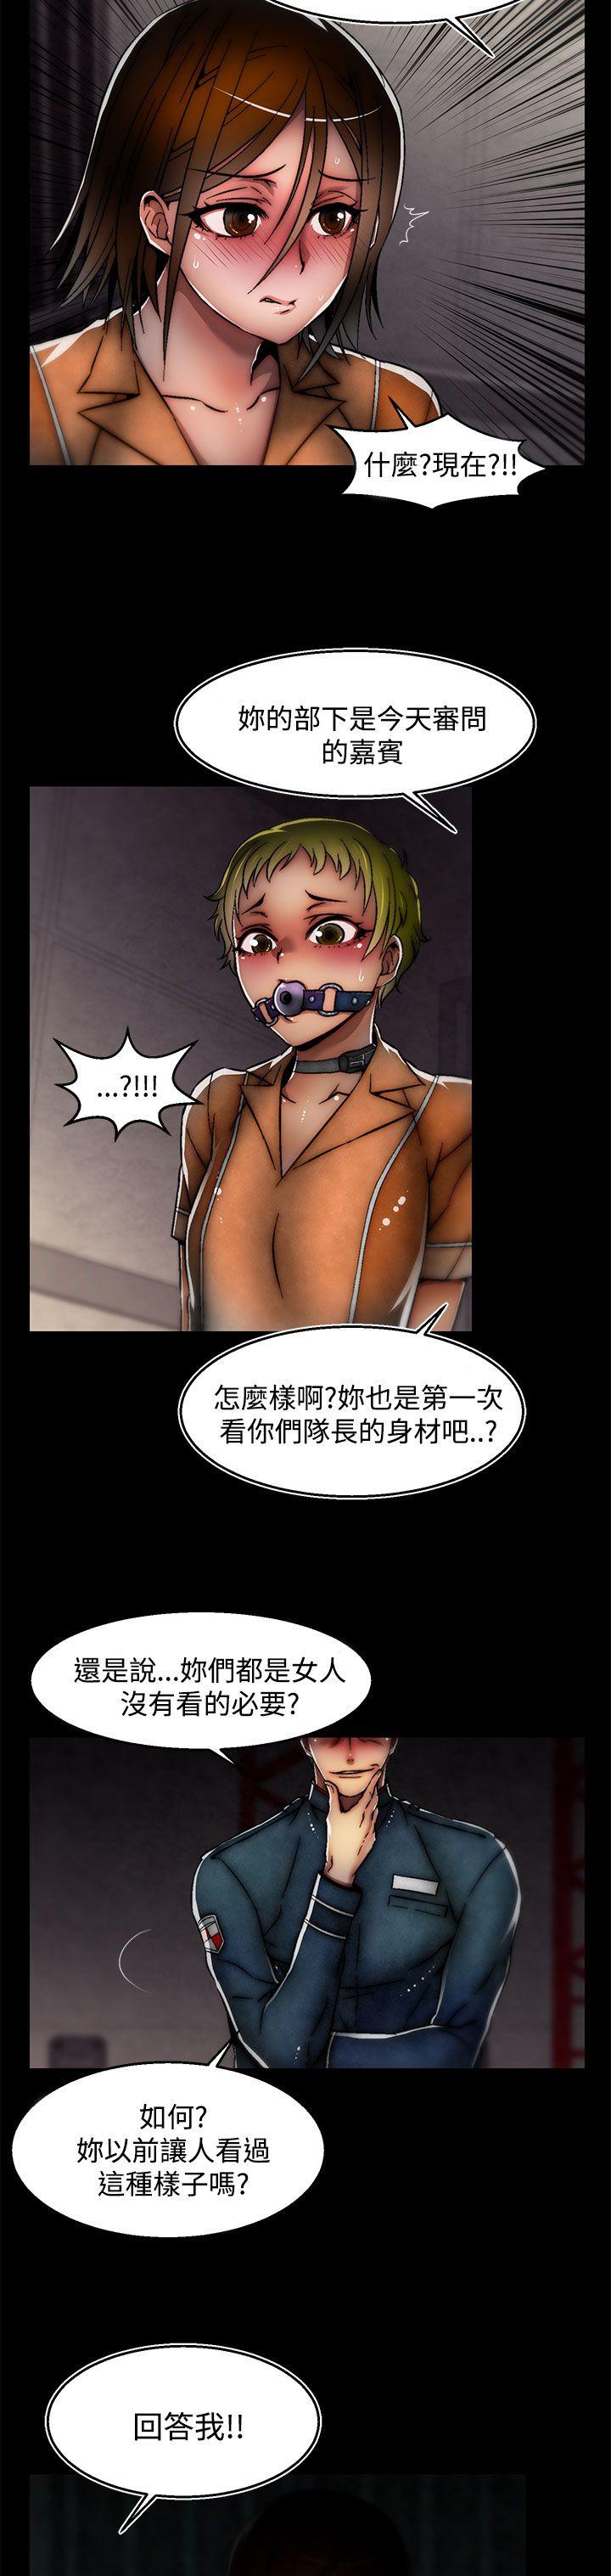 什麼?現在?!!
妳的部下是今天審問
的嘉賓
...?!!!
怎麼樣啊?妳也是第一次
看你們隊長的身材吧..?
還是說...妳們都是女人
沒有看的必要?
如何?
妳以前讓人看過
這種樣子嗎?
回答我!!